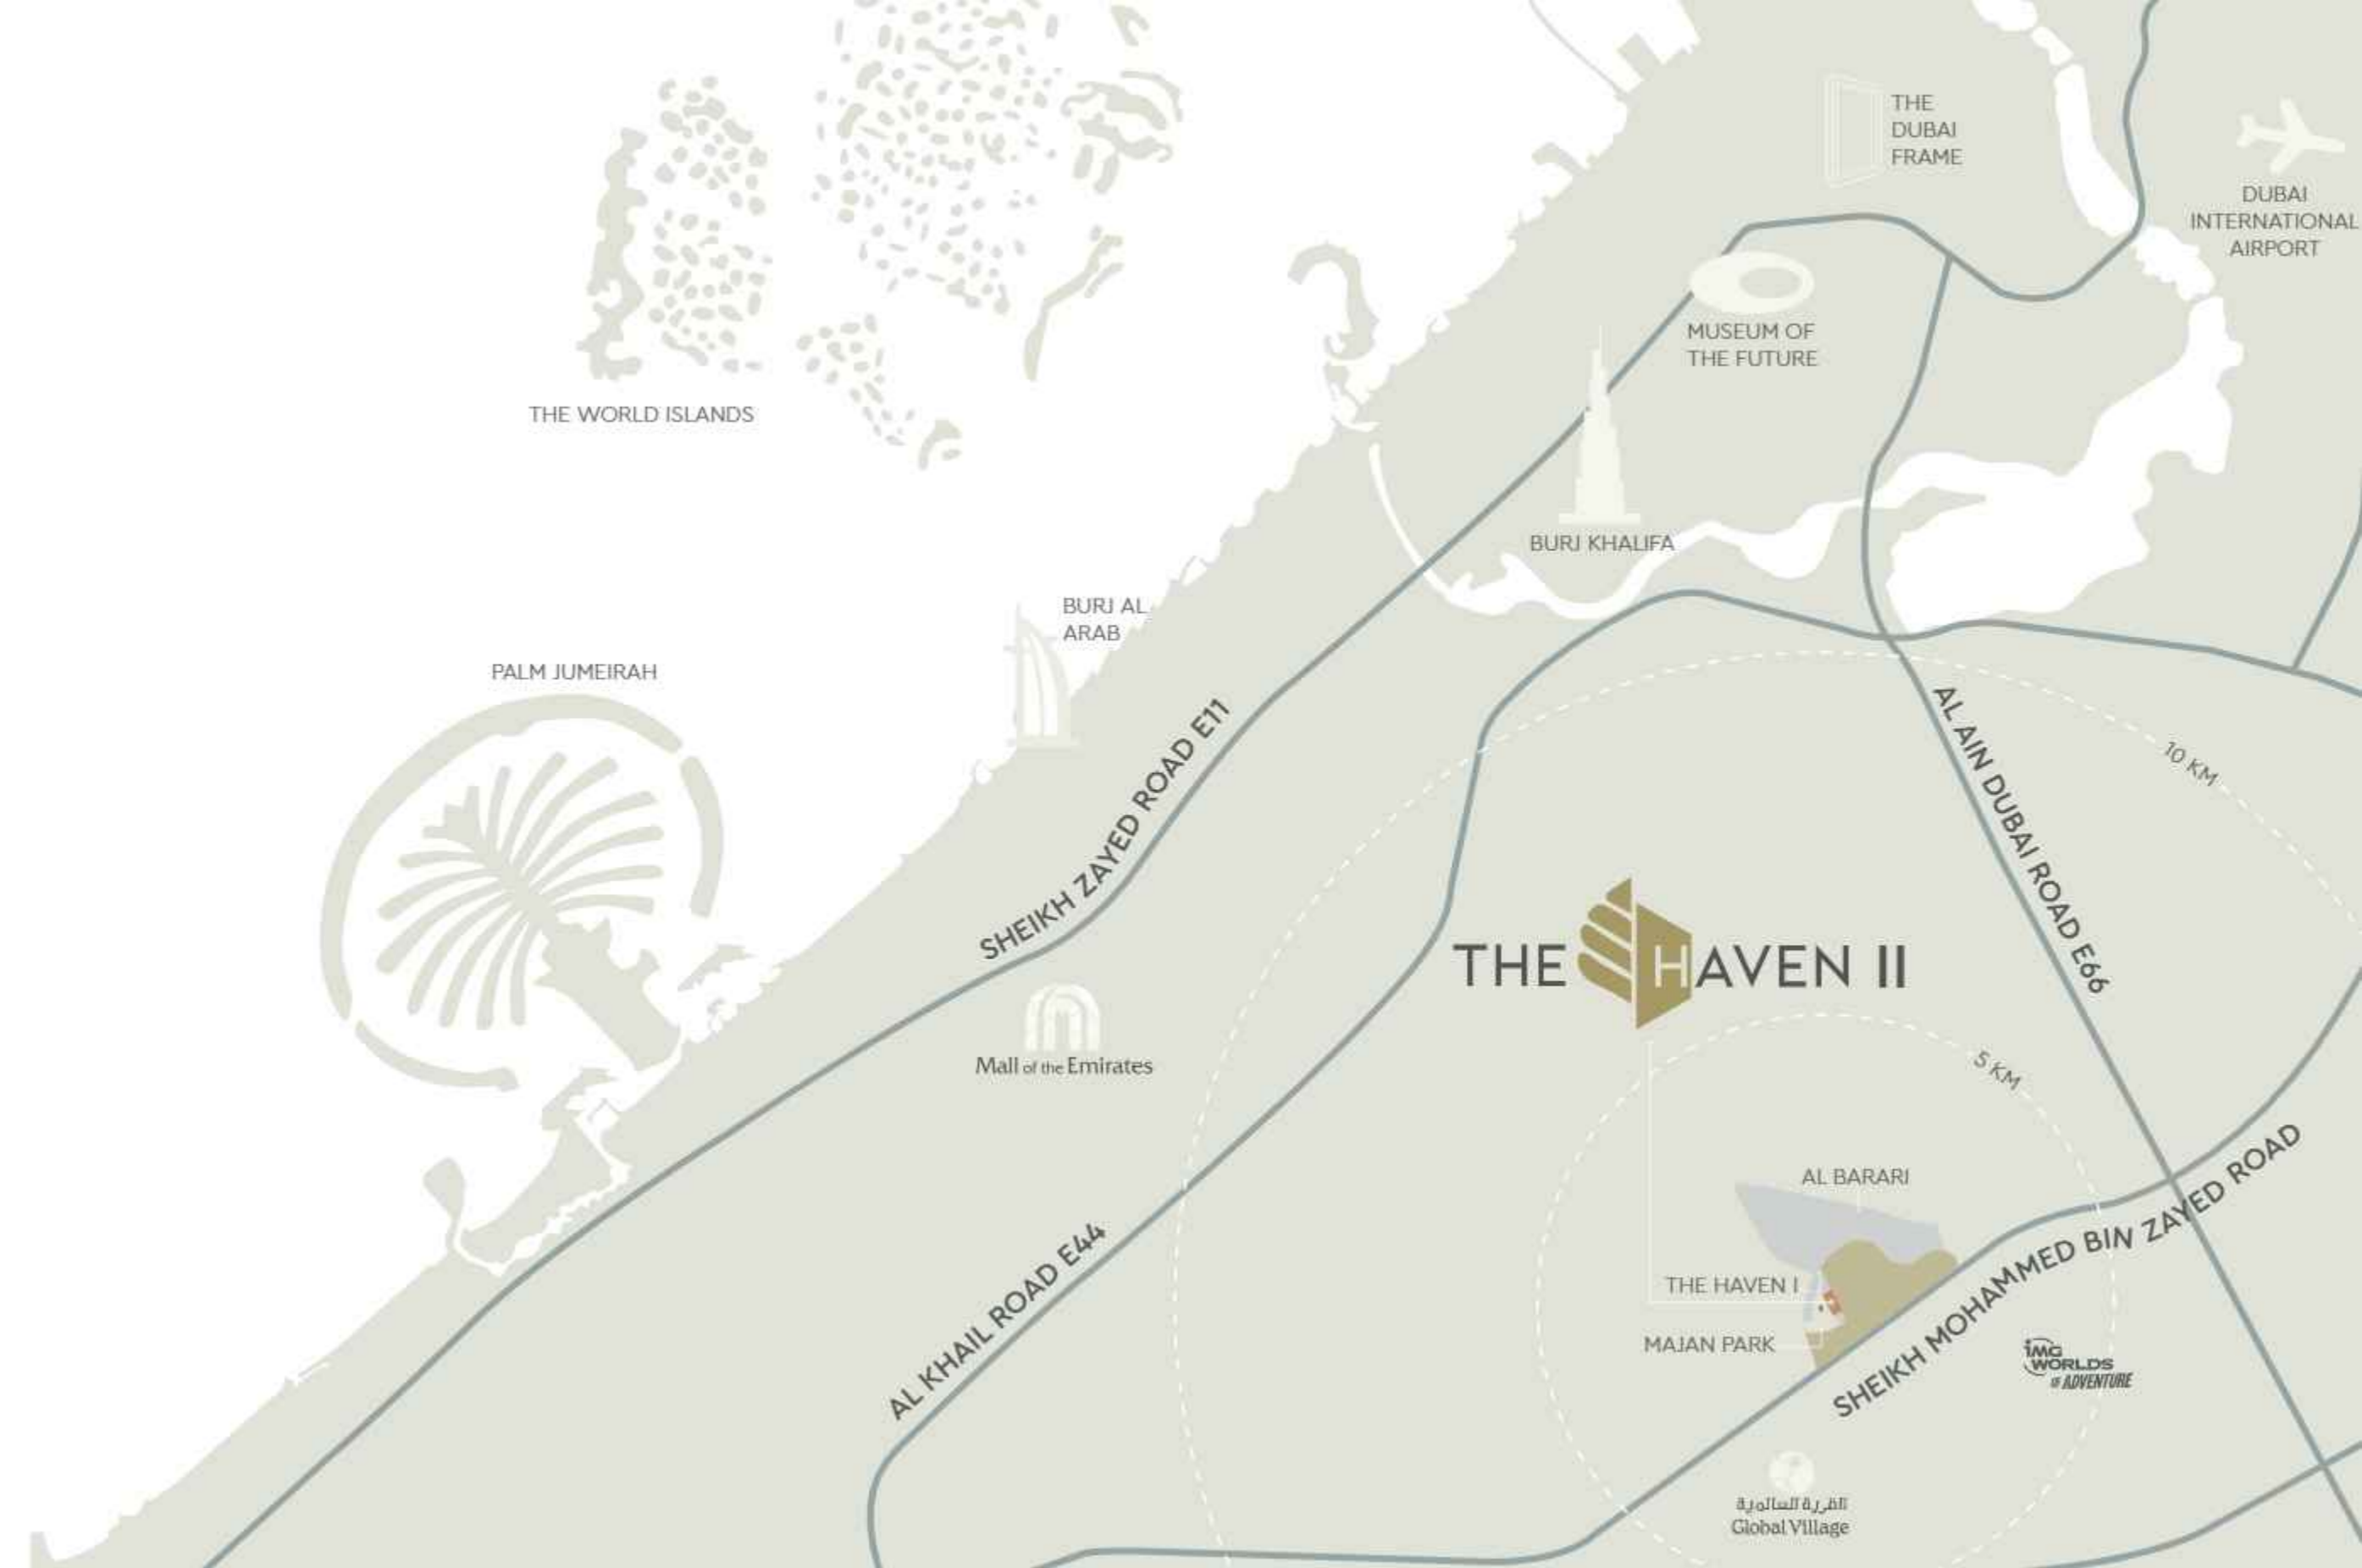 THE
DUBAI
FRAME
DUBAI
INTERNATIONAL
AIRPORT
MUSEUM OF
THE FUTURE
THE WORLD ISLANDS
BURJ KHALIFA
BURJ AL
ARAB
PALM JUMEIRAH
SHEIKH ZAYED ROAD E11
AL AIN DUBAI ROAD E66
10 KM
THE HAVEN II
Mall of the Emirates
5 KM
AL BARARI
SHEIKH MOHAMMED BIN ZAYED ROAD
AL KHAIL ROAD E44
THE HAVEN I
MAJAN PARK
iMG
WORLDS
OF ADVENTURE
القرية العالمية
Global Village